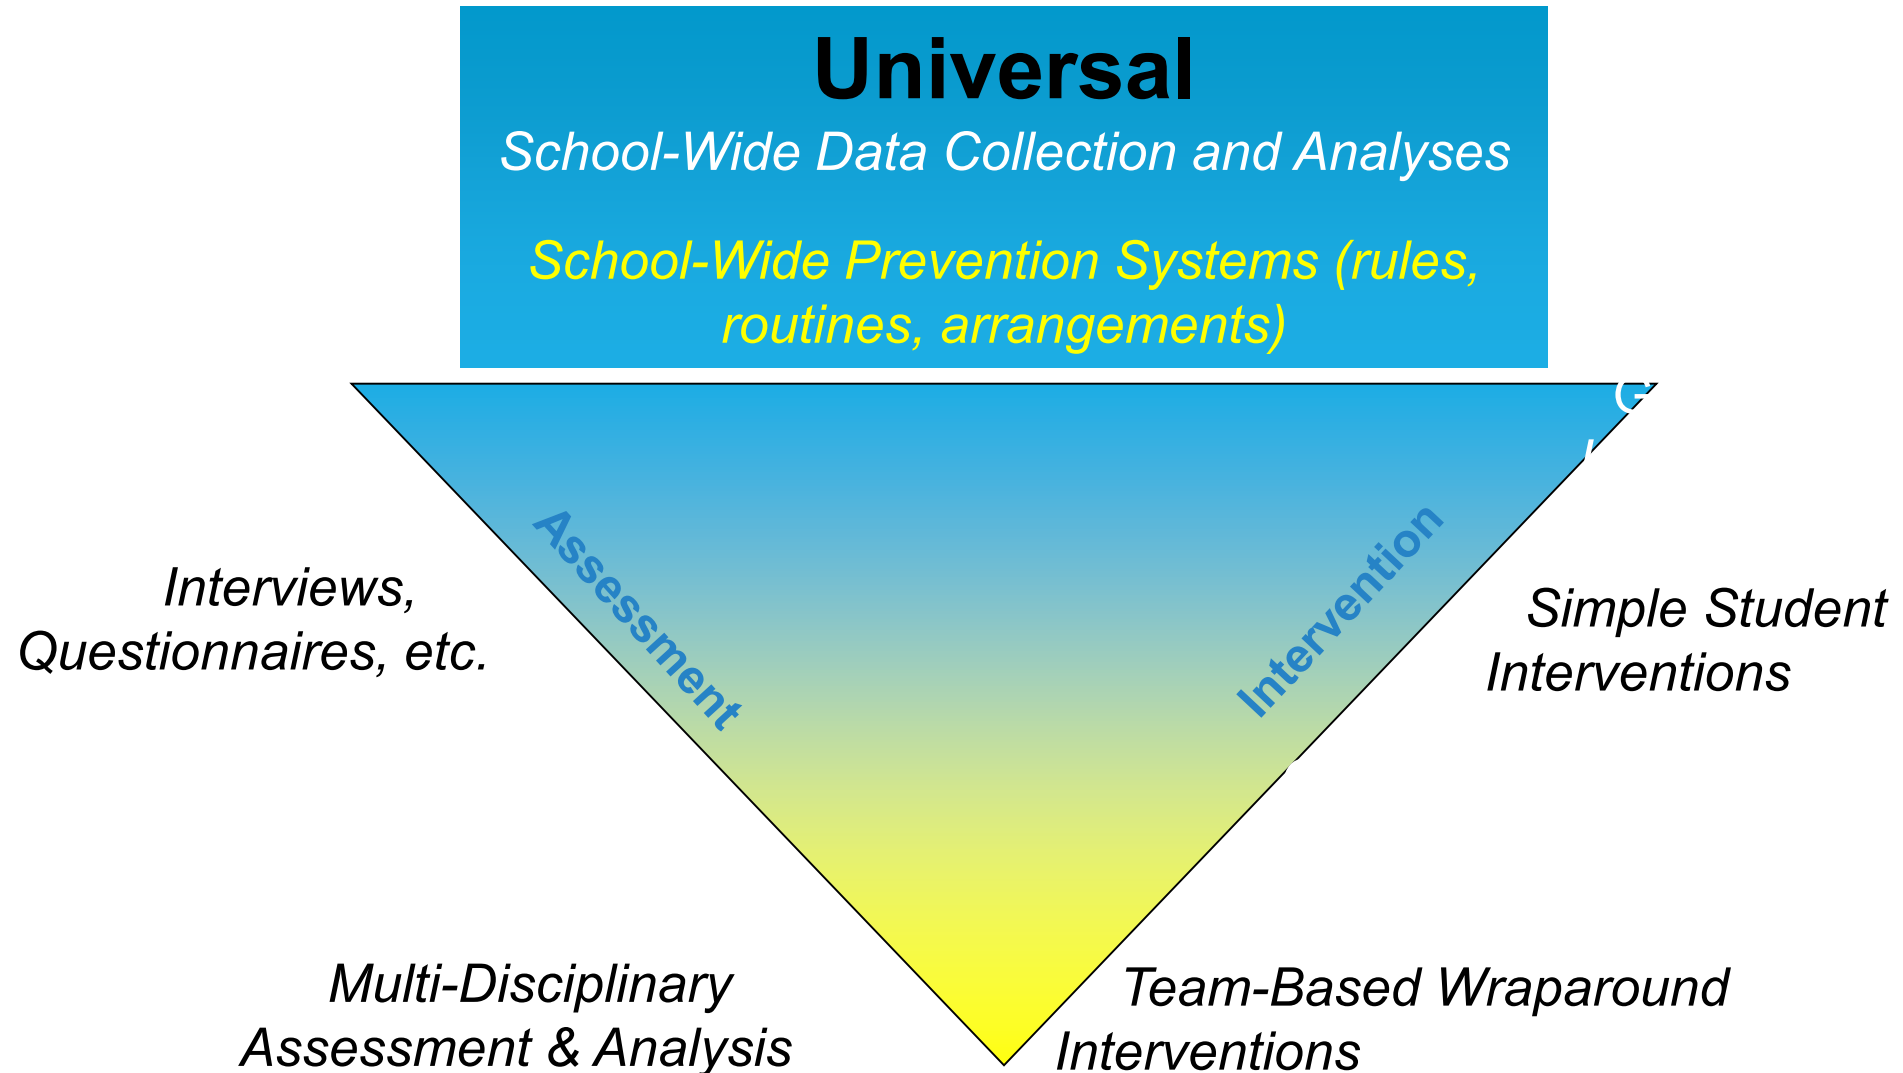 Universal
School-Wide Data Collection and Analyses
School-Wide Prevention Systems (rules,
routines, arrangements)
Assessment
Intervention
Interviews,
Questionnaires, etc.
Simple Student
Interventions
Multi-Disciplinary
Assessment & Analysis
Team-Based Wraparound
Interventions